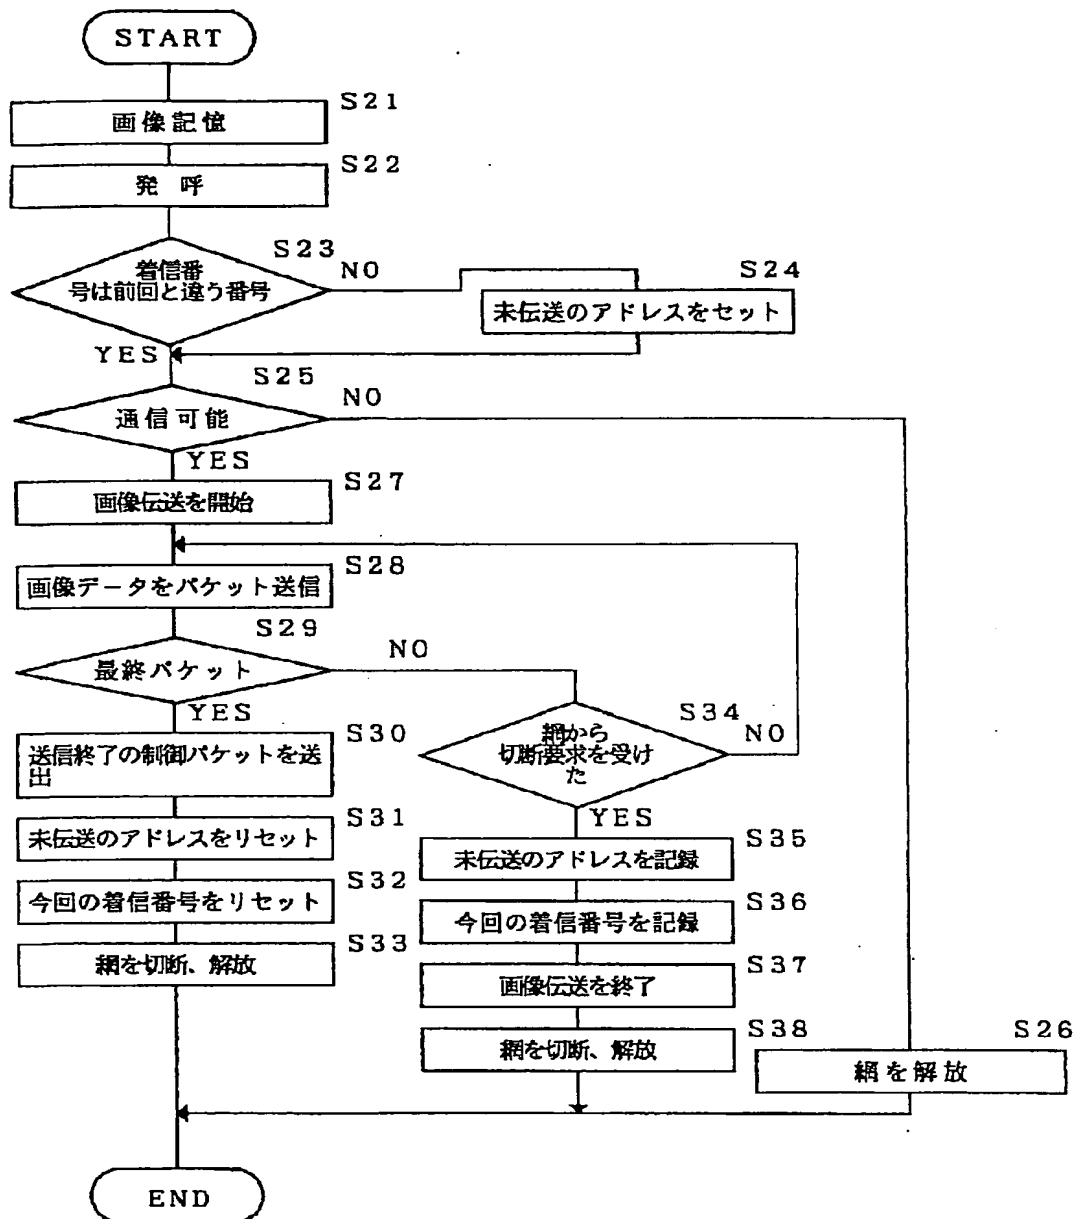 START
S21
画像記憶
S22
発 呼
S23
着信番
号は前回と違う番号
NO
S24
未伝送のアドレスをセット
YES
S25
通信可能
NO
YES
S27
画像伝送を開始
S28
画像データをパケット送信
S29
最終パケット
NO
YES
S30
送信終了の制御パケットを送
出
S31
未伝送のアドレスをリセット
S32
今回の着信番号をリセット
S33
網を切断、解放
S34
網から
切断要求を受け
た
NO
YES
S35
未伝送のアドレスを記録
S36
今回の着信番号を記録
S37
画像伝送を終了
S38
網を切断、解放
S26
網を解放
END